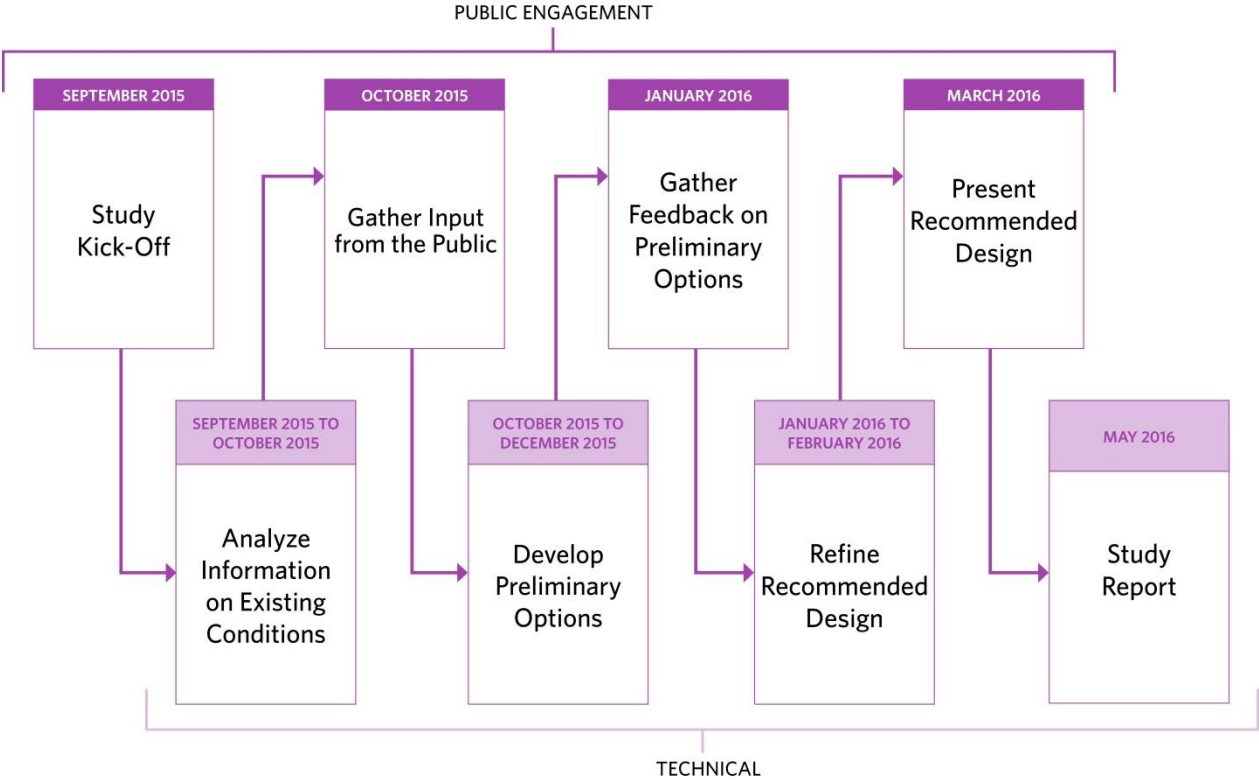 PUBLIC ENGAGEMENT
SEPTEMBER 2015
Study
Kick-Off
SEPTEMBER 2015 TO
OCTOBER 2015
Analyze
Information
on Existing
Conditions
OCTOBER 2015
Gather Input
from the Public
OCTOBER 2015 TO
DECEMBER 2015
Develop
Preliminary
Options
JANUARY 2016
Gather
Feedback on
Preliminary
Options
JANUARY 2016 TO
FEBRUARY 2016
Refine
Recommended
Design
MARCH 2016
Present
Recommended
Design
MAY 2016
Study
Report
TECHNICAL